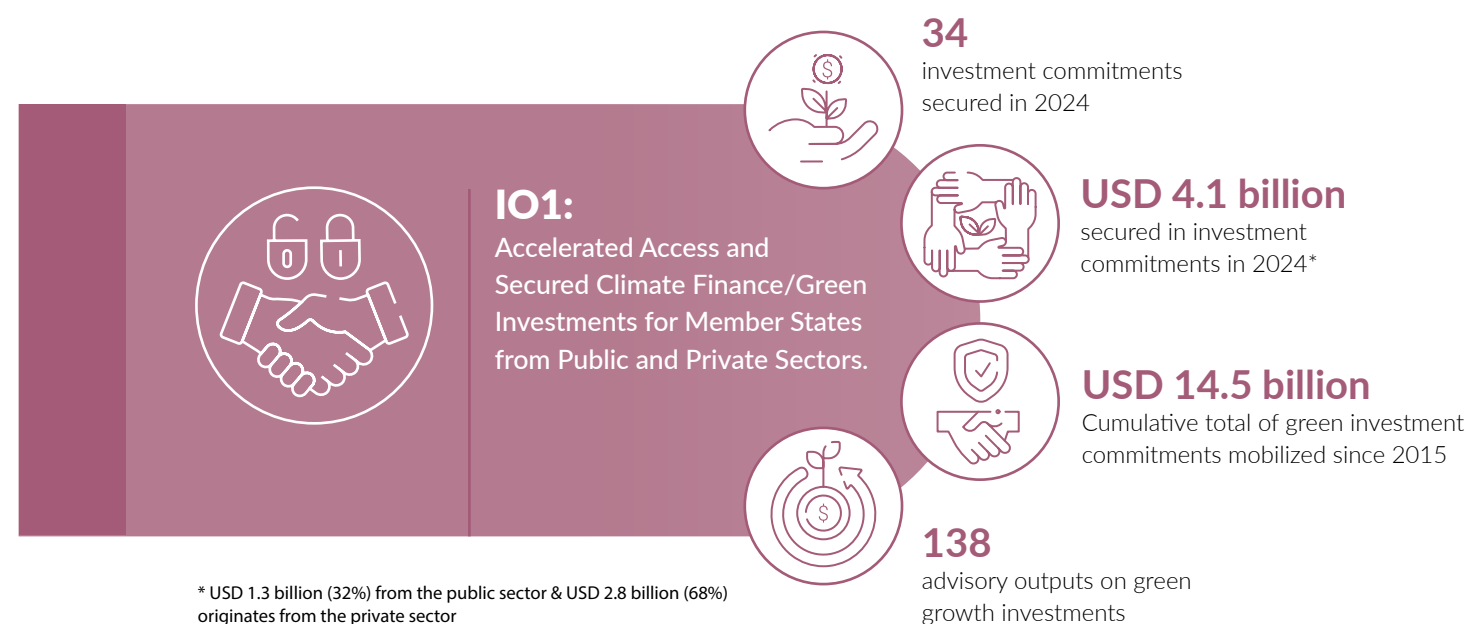 34
investment commitments
secured in 2024
USD 4.1 billion
secured in investment
commitments in 2024*
IO1:
Accelerated Access and
Secured Climate Finance/Green
Investments for Member States
from Public and Private Sectors.
USD 14.5 billion
Cumulative total of green investment
commitments mobilized since 2015
138
advisory outputs on green
growth investments
* USD 1.3 billion (32%) from the public sector & USD 2.8 billion (68%)
originates from the private sector